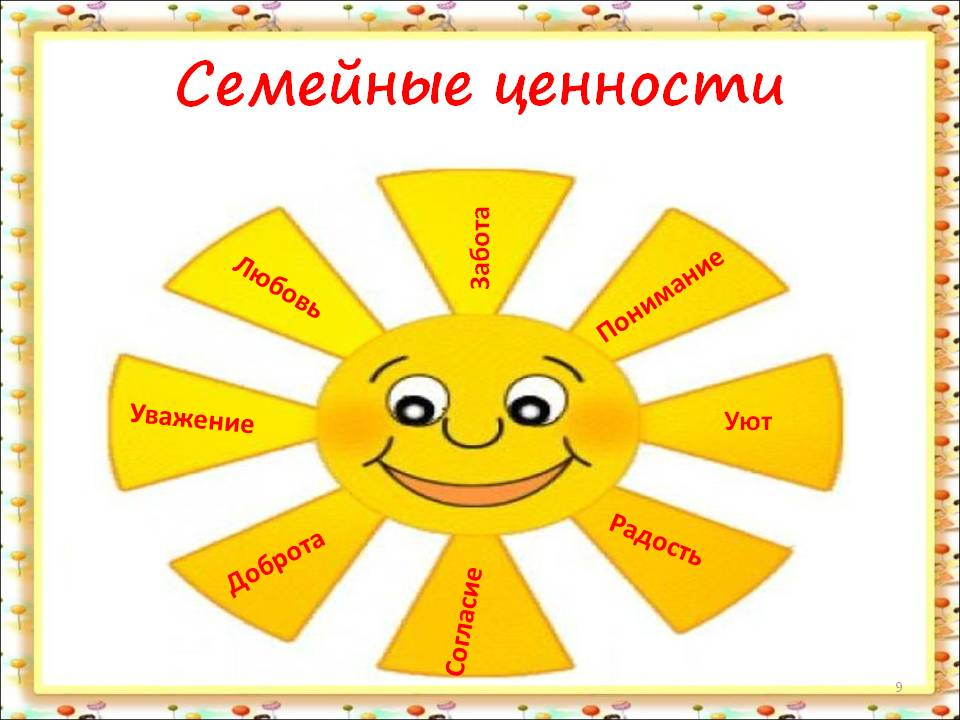 Семейные ценности
Забота
Понимание
Уют
Радость
Согласие
Доброта
Уважение
Любовь
9